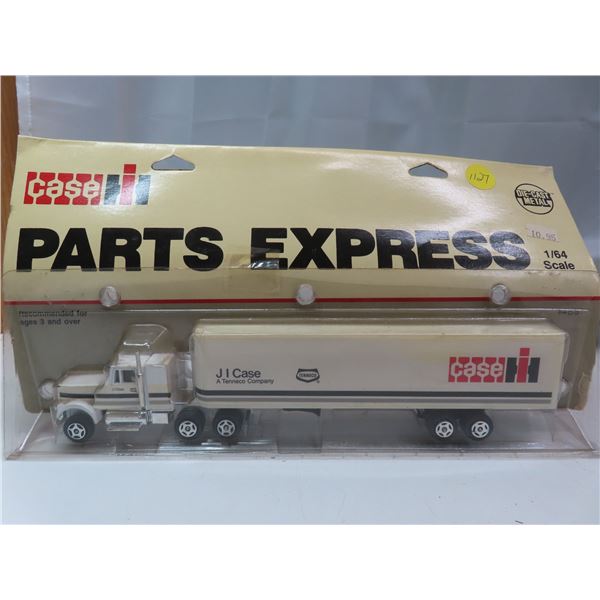 case IH
1127
DIE-CAST METAL
10.95
PARTS EXPRESS
1/64
Scale
Recommended for
ages 3 and over
J I Case
A Tenneco Company
TENNECO
case IH